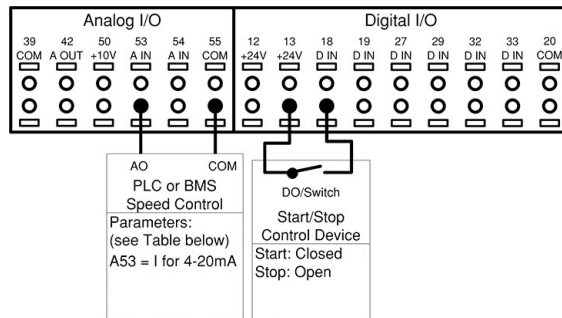 Analog I/O Digital I/O
39 42 50 53 54 55 12 13 18 19 27 29 32 33 20
COM A OUT +10V A IN A IN COM +24V +24V D IN D IN D IN D IN D IN D IN COM
AO COM
PLC or BMS
Speed Control
Parameters:
(see Table below)
A53 = I for 4-20mA
DO/Switch
Start/Stop
Control Device
Start: Closed
Stop: Open